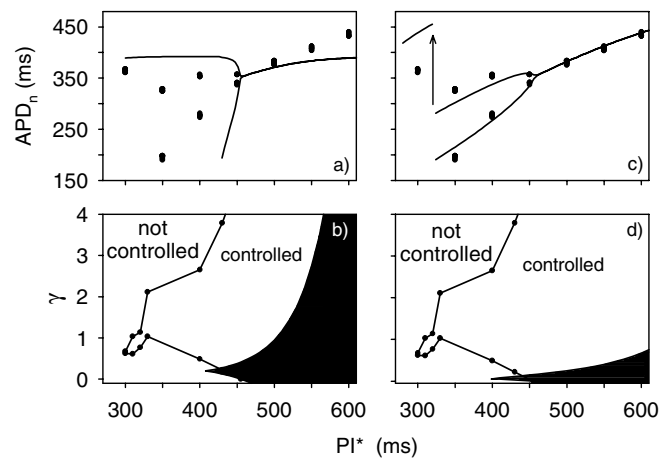 450
350
250
150
APDₙ (ms)
a)
c)
4
3
2
1
0
γ
not
controlled
controlled
b)
not
controlled
controlled
d)
300 400 500 600
300 400 500 600
PI* (ms)